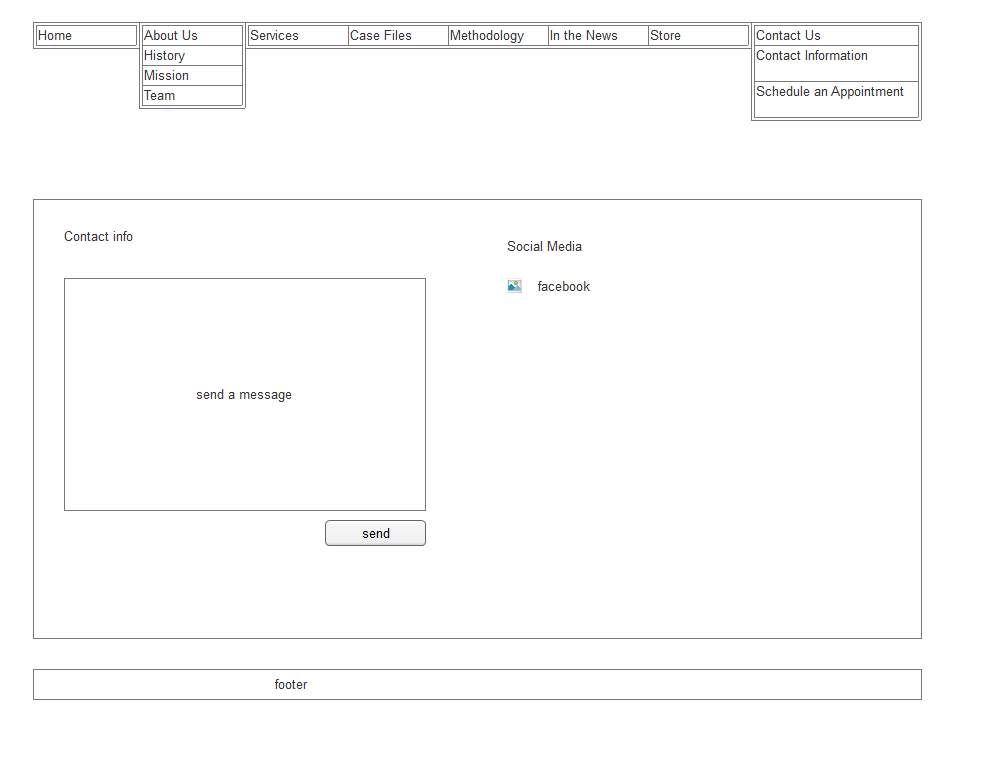 Home
About Us
Services
Case Files
Methodology
In the News
Store
Contact Us
History
Mission
Team
Contact Information
Schedule an Appointment
Contact info
Social Media
facebook
send a message
send
footer